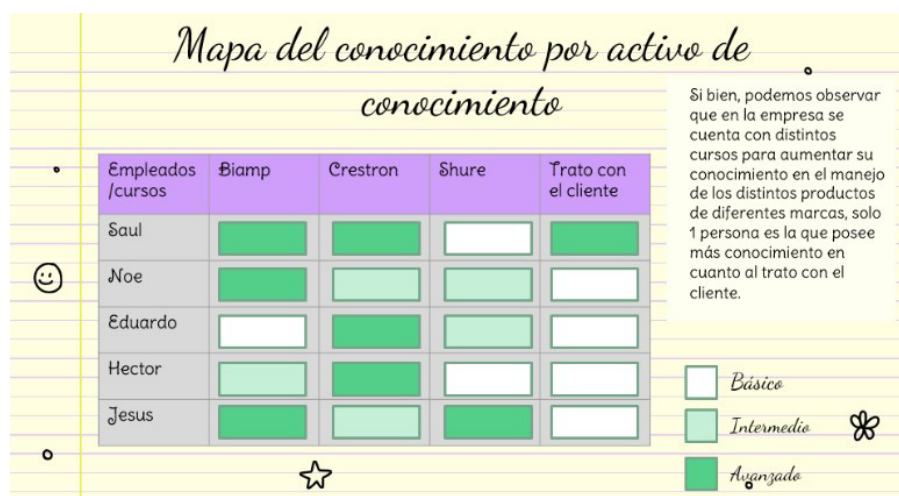 Mapa del conocimiento por activo de
conocimiento
Si bien, podemos observar
que en la empresa se
cuenta con distintos
cursos para aumentar su
conocimiento en el manejo
de los distintos productos
de diferentes marcas, solo
1 persona es la que posee
más conocimiento en
cuanto al trato con el
cliente.
Empleados
/cursos
Biamp
Crestron
Shure
Trato con
el cliente
Saul
Noe
Eduardo
Hector
Jesus
Básico
Intermedio
Avanzado